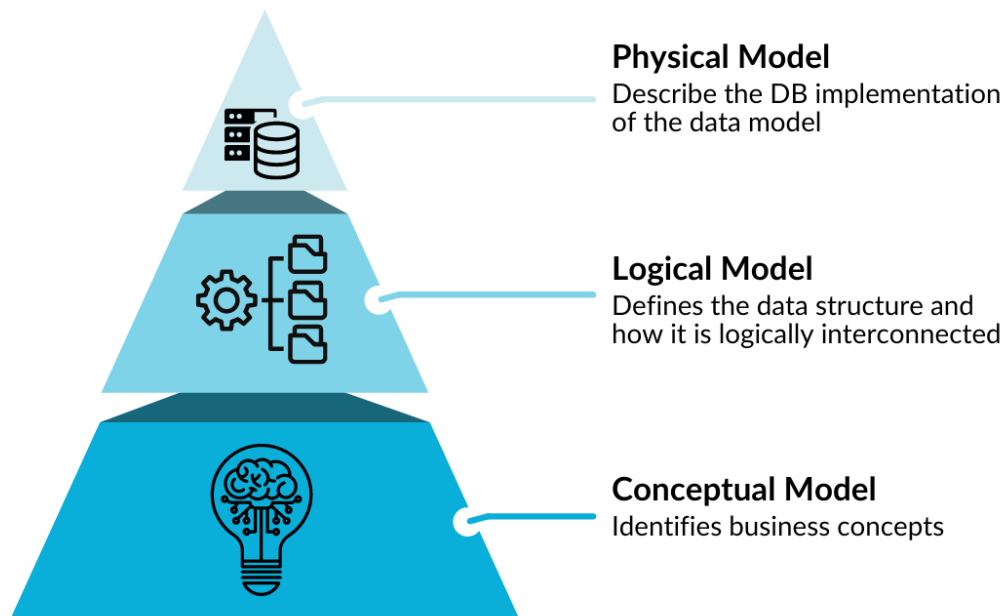 Physical Model
Describe the DB implementation
of the data model
Logical Model
Defines the data structure and
how it is logically interconnected
Conceptual Model
Identifies business concepts